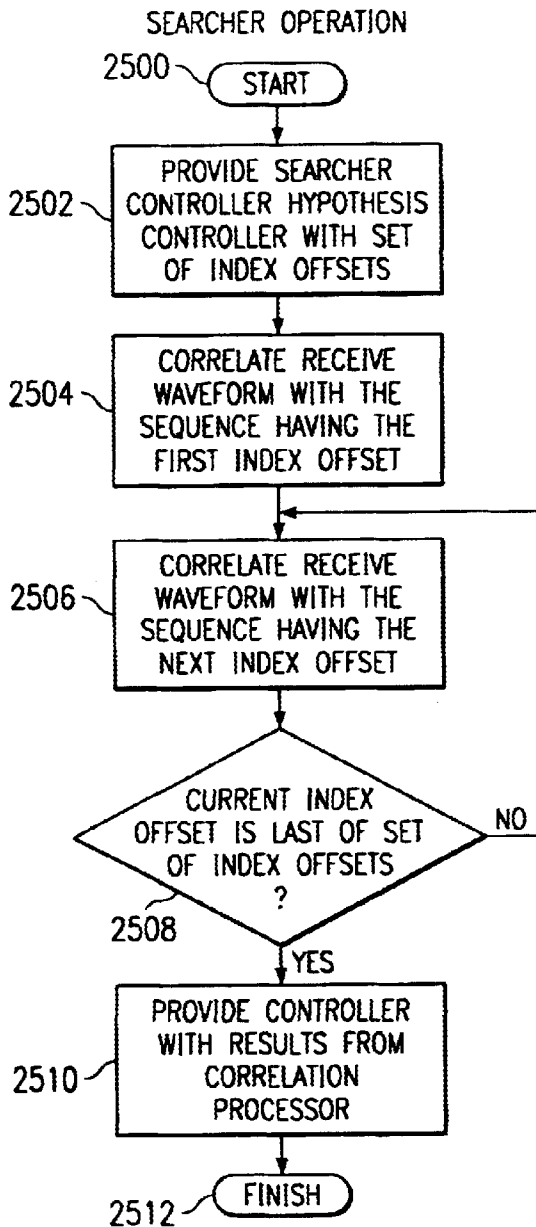 SEARCHER OPERATION
2500
START
2502
PROVIDE SEARCHER
CONTROLLER HYPOTHESIS
CONTROLLER WITH SET
OF INDEX OFFSETS
2504
CORRELATE RECEIVE
WAVEFORM WITH THE
SEQUENCE HAVING THE
FIRST INDEX OFFSET
2506
CORRELATE RECEIVE
WAVEFORM WITH THE
SEQUENCE HAVING THE
NEXT INDEX OFFSET
CURRENT INDEX
OFFSET IS LAST OF SET
OF INDEX OFFSETS
?
NO
2508
YES
2510
PROVIDE CONTROLLER
WITH RESULTS FROM
CORRELATION
PROCESSOR
2512
FINISH